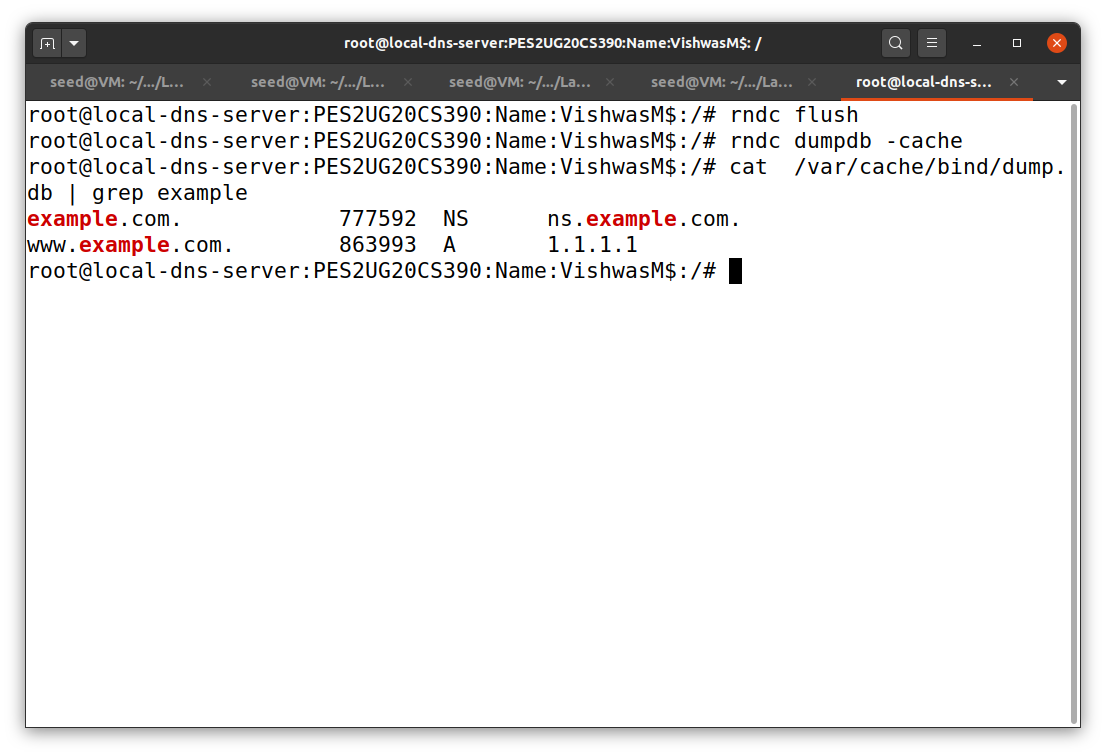 root@local-dns-server:PES2UG20CS390:Name:VishwasM$: /
seed@VM: ~/.../L... × seed@VM: ~/.../L... × seed@VM: ~/.../La... × seed@VM: ~/.../La... × root@local-dns-s... ×
root@local-dns-server:PES2UG20CS390:Name:VishwasM$:/# rndc flush
root@local-dns-server:PES2UG20CS390:Name:VishwasM$:/# rndc dumpdb -cache
root@local-dns-server:PES2UG20CS390:Name:VishwasM$:/# cat  /var/cache/bind/dump.
db | grep example
example.com.            777592  NS      ns.example.com.
www.example.com.        863993  A       1.1.1.1
root@local-dns-server:PES2UG20CS390:Name:VishwasM$:/#